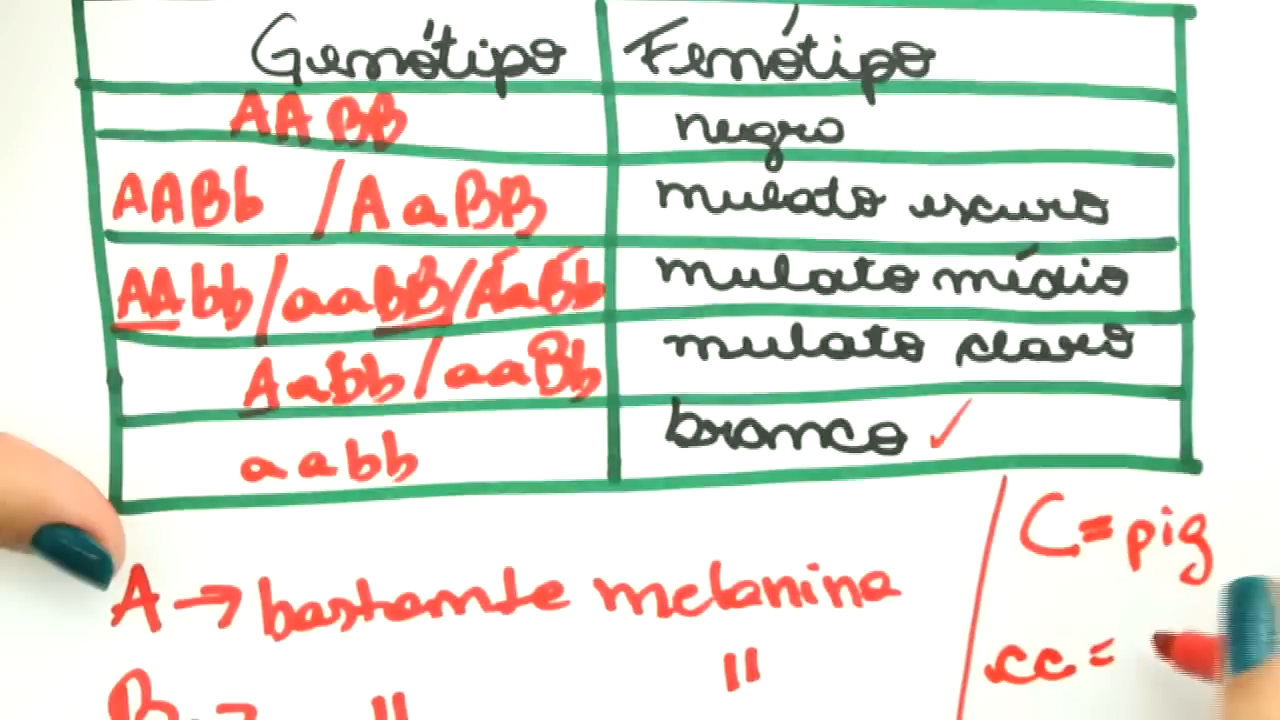 Genótipo Fenótipo
AABB negro
AABb / AaBB mulato escuro
AAbb/aaBB/AaBb mulato médio
Aabb/aaBb mulato claro
aabb branco ✓
C = pig
A → bastante melanina
cc =
B → " "